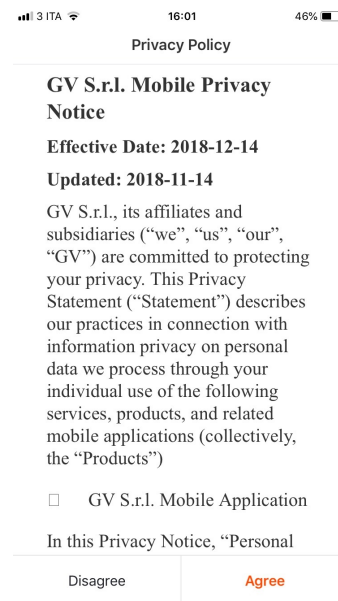 3 ITA 16:01 46%
Privacy Policy
GV S.r.l. Mobile Privacy
Notice
Effective Date: 2018-12-14
Updated: 2018-11-14
GV S.r.l., its affiliates and
subsidiaries (“we”, “us”, “our”,
“GV”) are committed to protecting
your privacy. This Privacy
Statement (“Statement”) describes
our practices in connection with
information privacy on personal
data we process through your
individual use of the following
services, products, and related
mobile applications (collectively,
the “Products”)
GV S.r.l. Mobile Application
In this Privacy Notice, “Personal
Disagree Agree